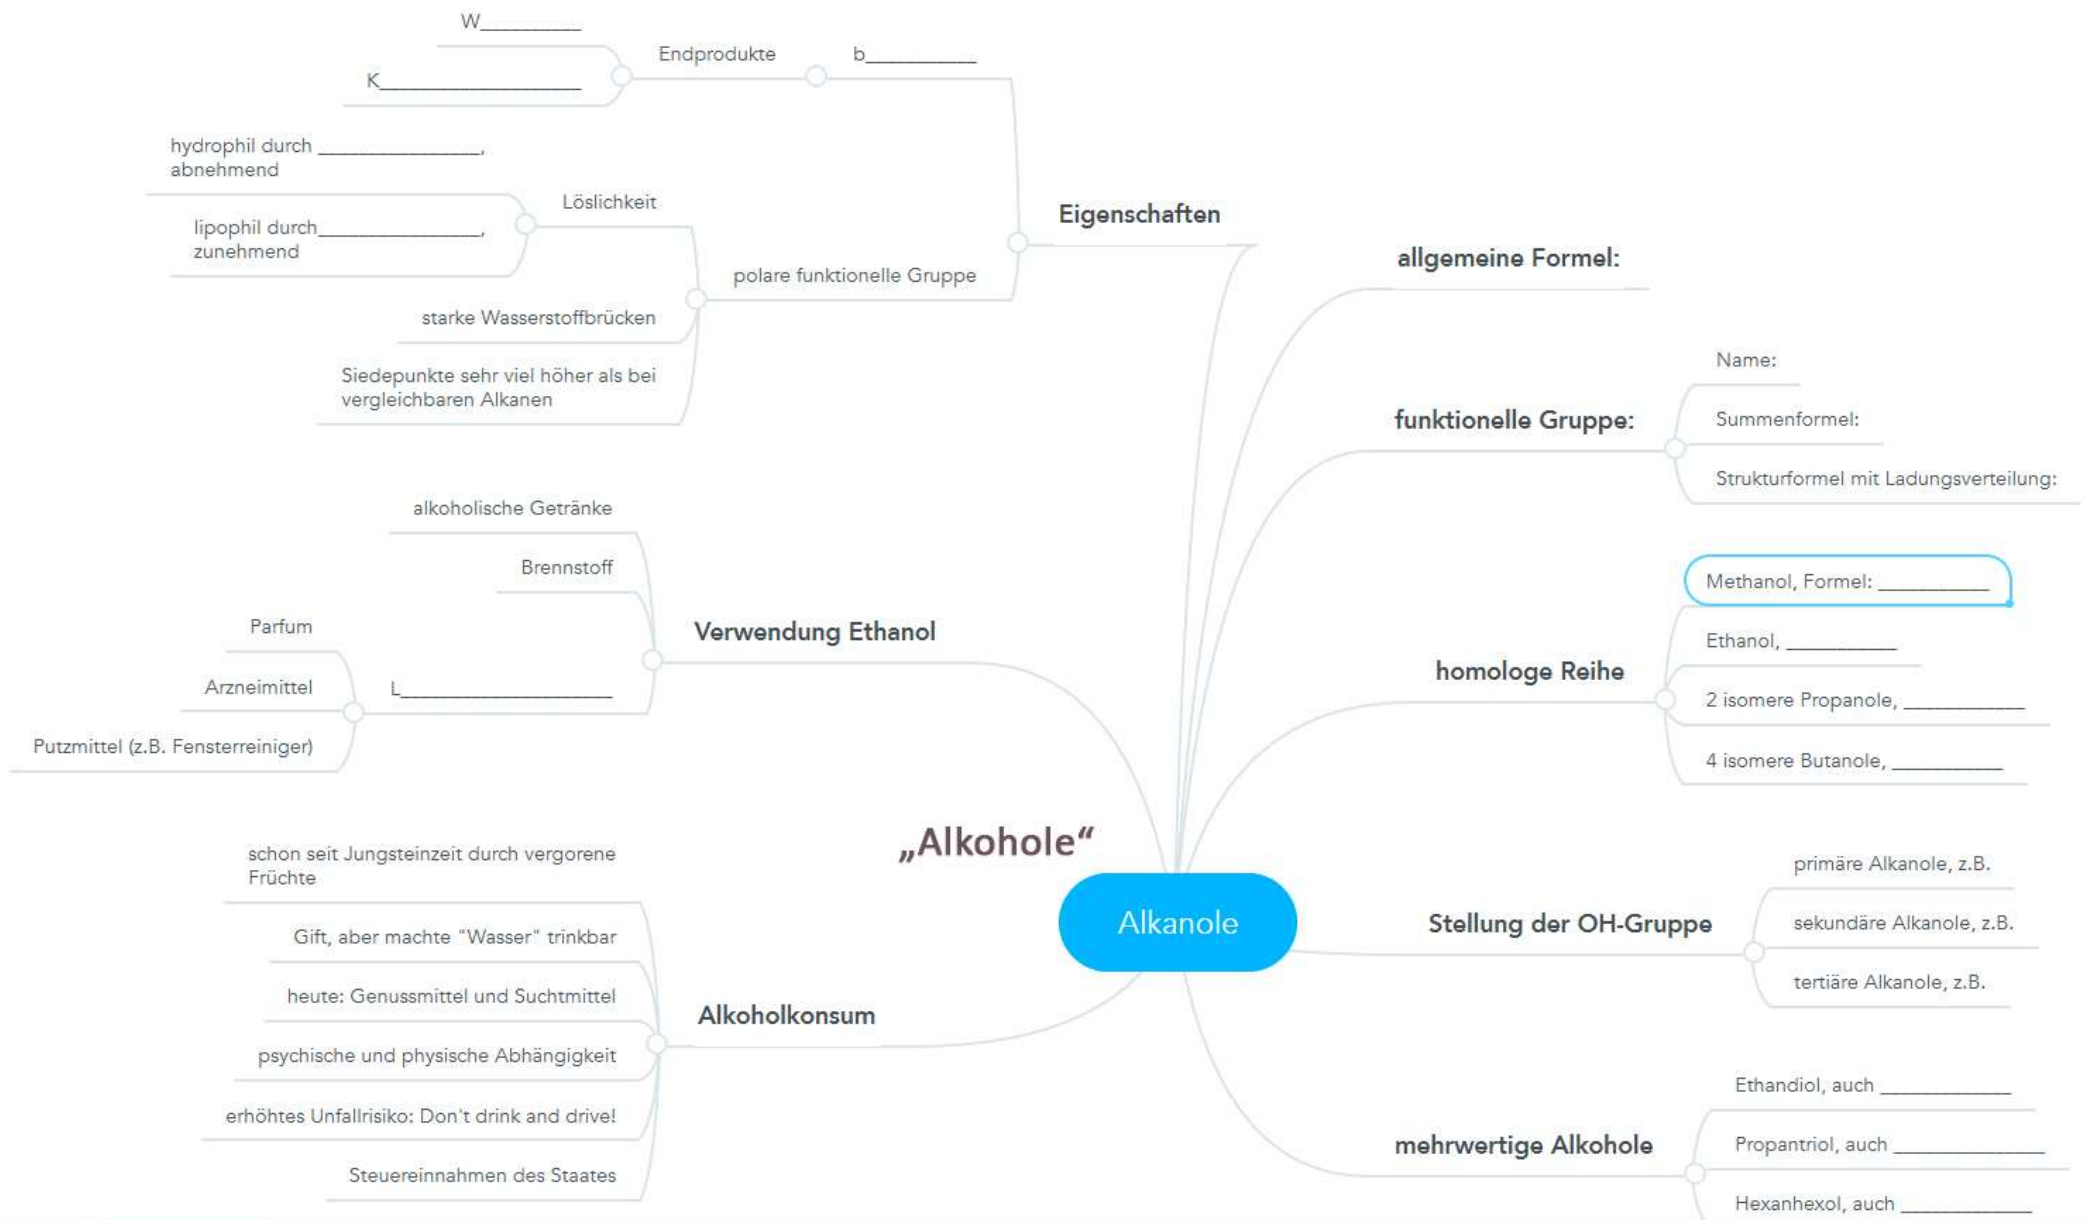 W__________
K____________________
Endprodukte
b___________
hydrophil durch ________________,
abnehmend
lipophil durch________________,
zunehmend
Löslichkeit
starke Wasserstoffbrücken
Siedepunkte sehr viel höher als bei
vergleichbaren Alkanen
polare funktionelle Gruppe
Eigenschaften
alkoholische Getränke
Brennstoff
Parfum
Arzneimittel
Putzmittel (z.B. Fensterreiniger)
L_____________________
Verwendung Ethanol
schon seit Jungsteinzeit durch vergorene
Früchte
Gift, aber machte "Wasser" trinkbar
heute: Genussmittel und Suchtmittel
psychische und physische Abhängigkeit
erhöhtes Unfallrisiko: Don't drink and drive!
Steuereinnahmen des Staates
Alkoholkonsum
„Alkohole“
Alkanole
allgemeine Formel:
funktionelle Gruppe:
Name:
Summenformel:
Strukturformel mit Ladungsverteilung:
homologe Reihe
Methanol, Formel: ___________
Ethanol, ___________
2 isomere Propanole, ____________
4 isomere Butanole, ___________
Stellung der OH-Gruppe
primäre Alkanole, z.B.
sekundäre Alkanole, z.B.
tertiäre Alkanole, z.B.
mehrwertige Alkohole
Ethandiol, auch _____________
Propantriol, auch _______________
Hexanhexol, auch _____________